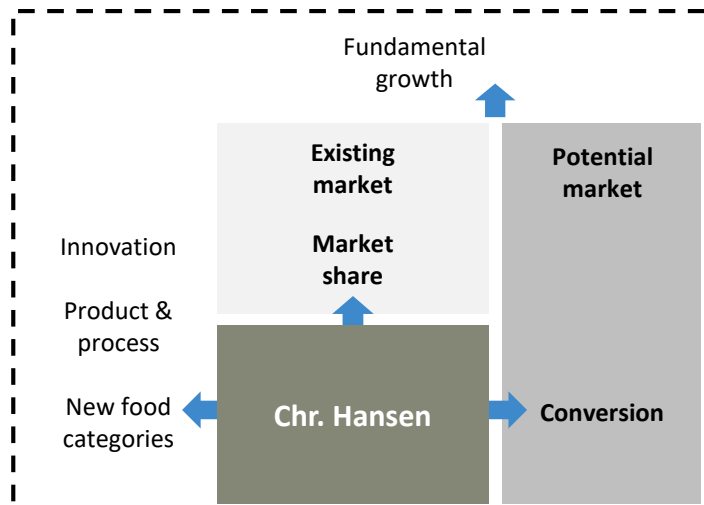 Fundamental
growth
Existing
market
Potential
market
Innovation
Market
share
Product &
process
New food
categories
Chr. Hansen
Conversion